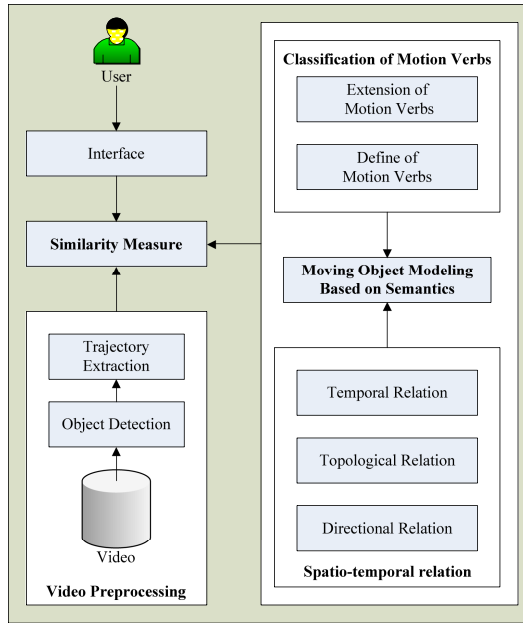 User
Interface
Similarity Measure
Trajectory
Extraction
Object Detection
Video
Video Preprocessing
Classification of Motion Verbs
Extension of
Motion Verbs
Define of
Motion Verbs
Moving Object Modeling
Based on Semantics
Temporal Relation
Topological Relation
Directional Relation
Spatio-temporal relation